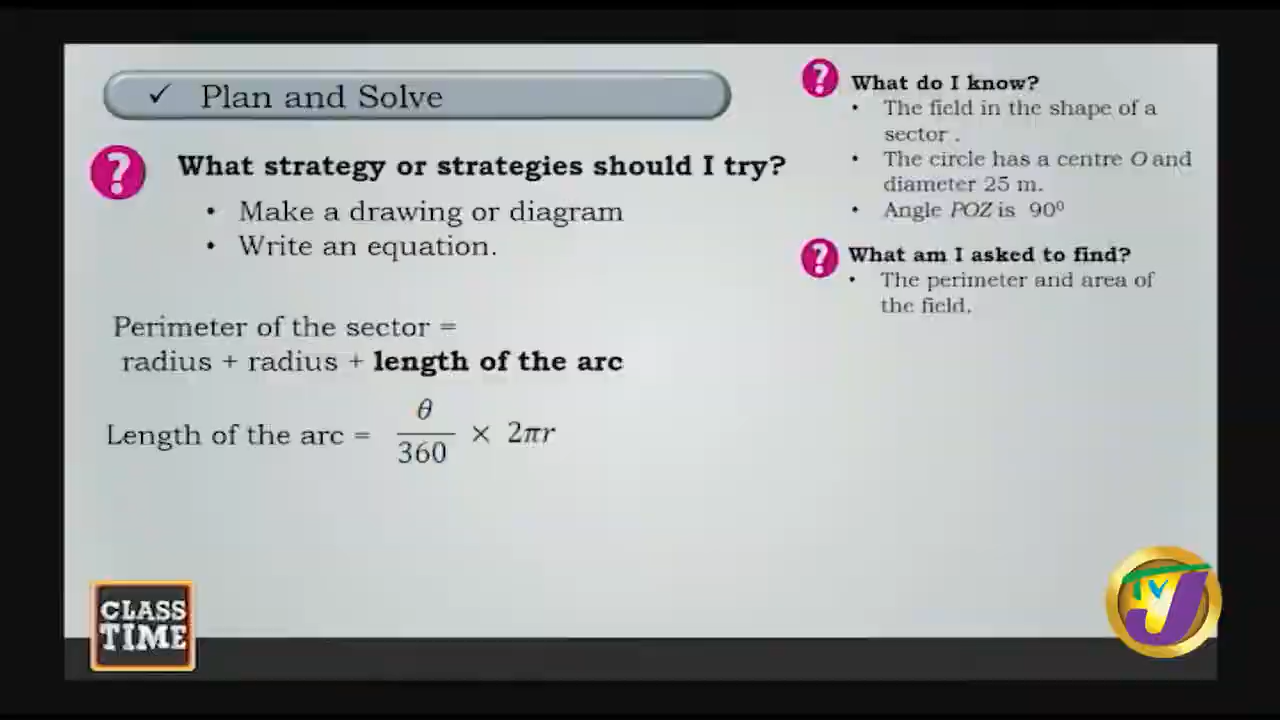 ✓ Plan and Solve
What strategy or strategies should I try?
• Make a drawing or diagram
• Write an equation.
Perimeter of the sector =
radius + radius + length of the arc
Length of the arc = θ/360 × 2πr
? What do I know?
• The field in the shape of a
sector .
• The circle has a centre O and
diameter 25 m.
• Angle POZ is 90⁰
? What am I asked to find?
• The perimeter and area of
the field.
CLASS
TIME
TVJ